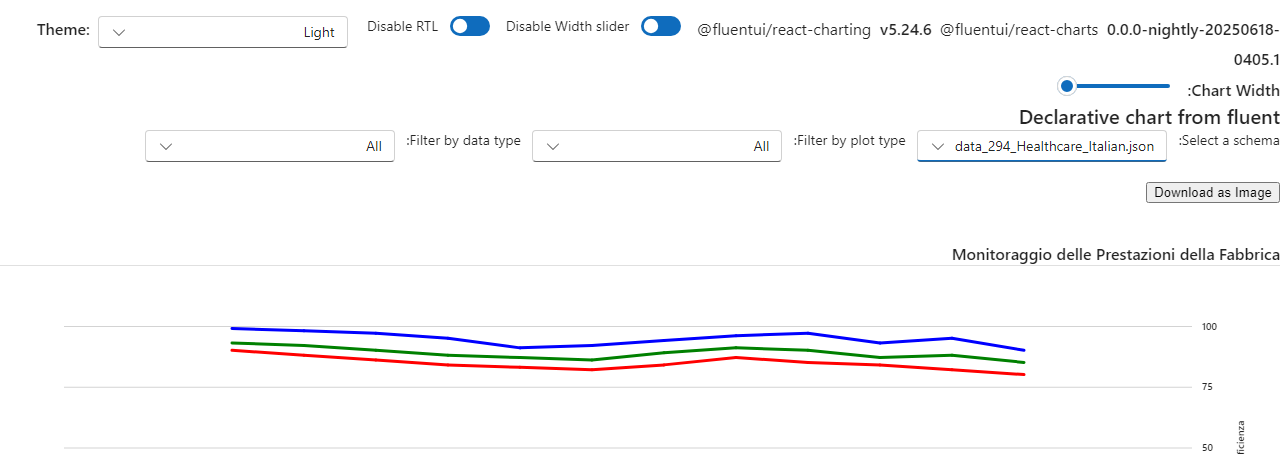 Theme: Light Disable RTL Disable Width slider @fluentui/react-charting v5.24.6 @fluentui/react-charts 0.0.0-nightly-20250618-
0405.1
:Chart Width
Declarative chart from fluent
:Select a schema data_294_Healthcare_Italian.json :Filter by plot type All :Filter by data type All
Download as Image
Monitoraggio delle Prestazioni della Fabbrica
100
75
50